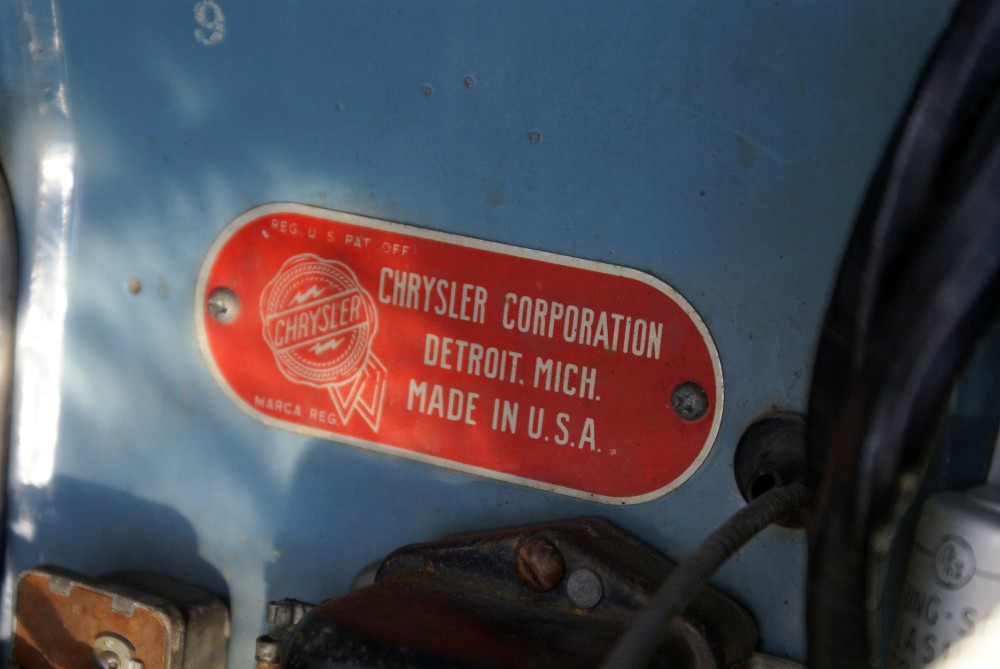 9
REG. U S PAT OFF.
CHRYSLER
CHRYSLER CORPORATION
DETROIT. MICH.
MADE IN U.S.A.
MARCA REG.